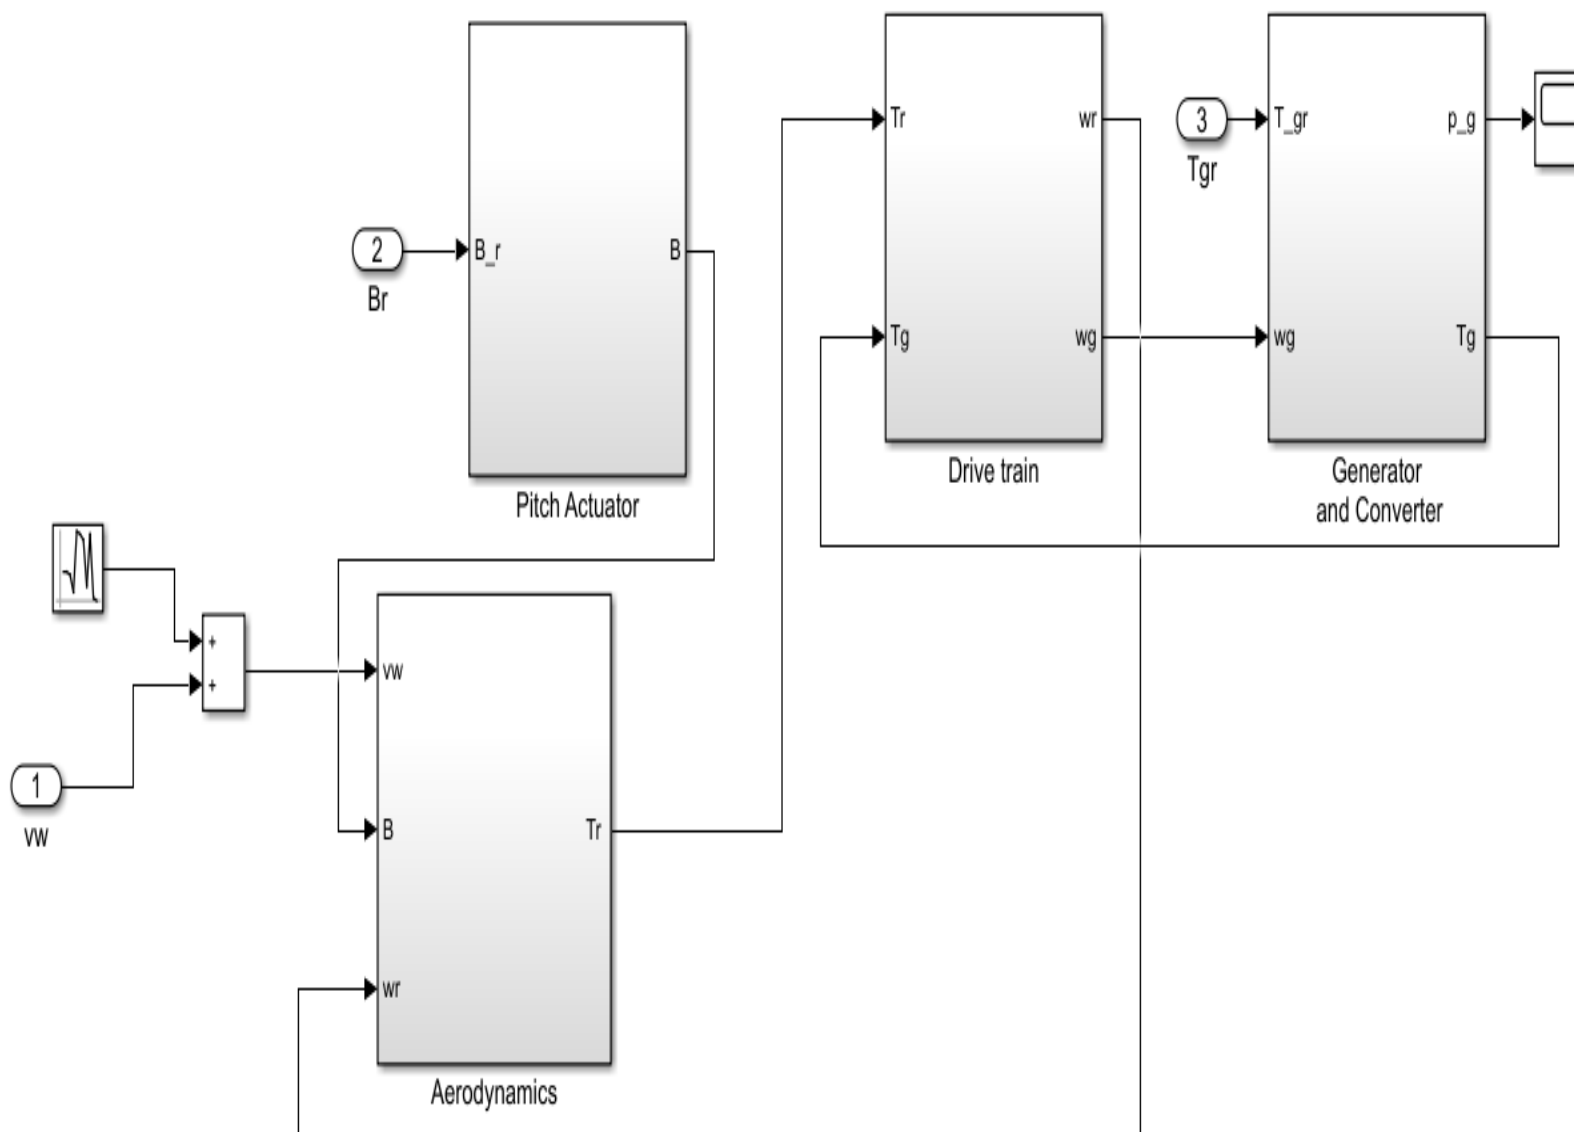 Tr
wr
T_gr
p_g
3
Tgr
2
Br
B_r
B
Tg
wg
wg
Tg
Drive train
Generator
and Converter
Pitch Actuator
+
+
vw
1
vw
B
Tr
wr
Aerodynamics